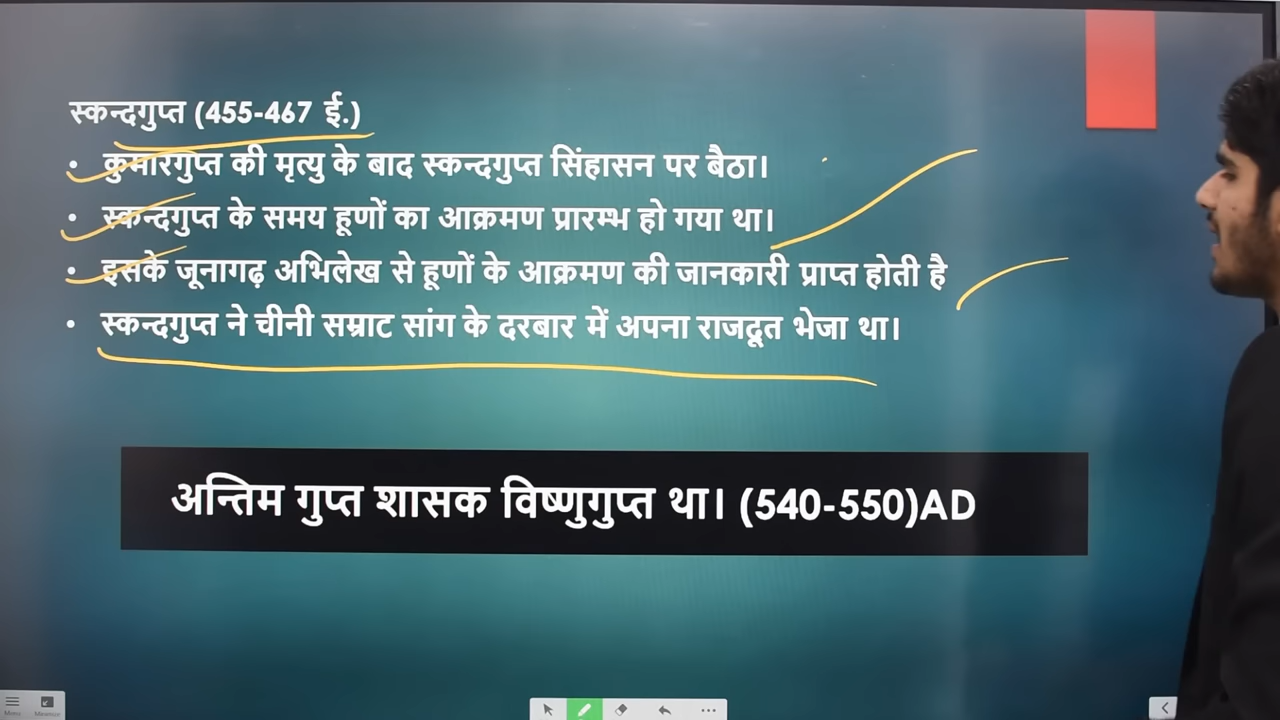 स्कन्दगुप्त (455-467 ई.)
• कुमारगुप्त की मृत्यु के बाद स्कन्दगुप्त सिंहासन पर बैठा।
• स्कन्दगुप्त के समय हूणों का आक्रमण प्रारम्भ हो गया था।
• इसके जूनागढ़ अभिलेख से हूणों के आक्रमण की जानकारी प्राप्त होती है
• स्कन्दगुप्त ने चीनी सम्राट सांग के दरबार में अपना राजदूत भेजा था।
अन्तिम गुप्त शासक विष्णुगुप्त था। (540-550)AD